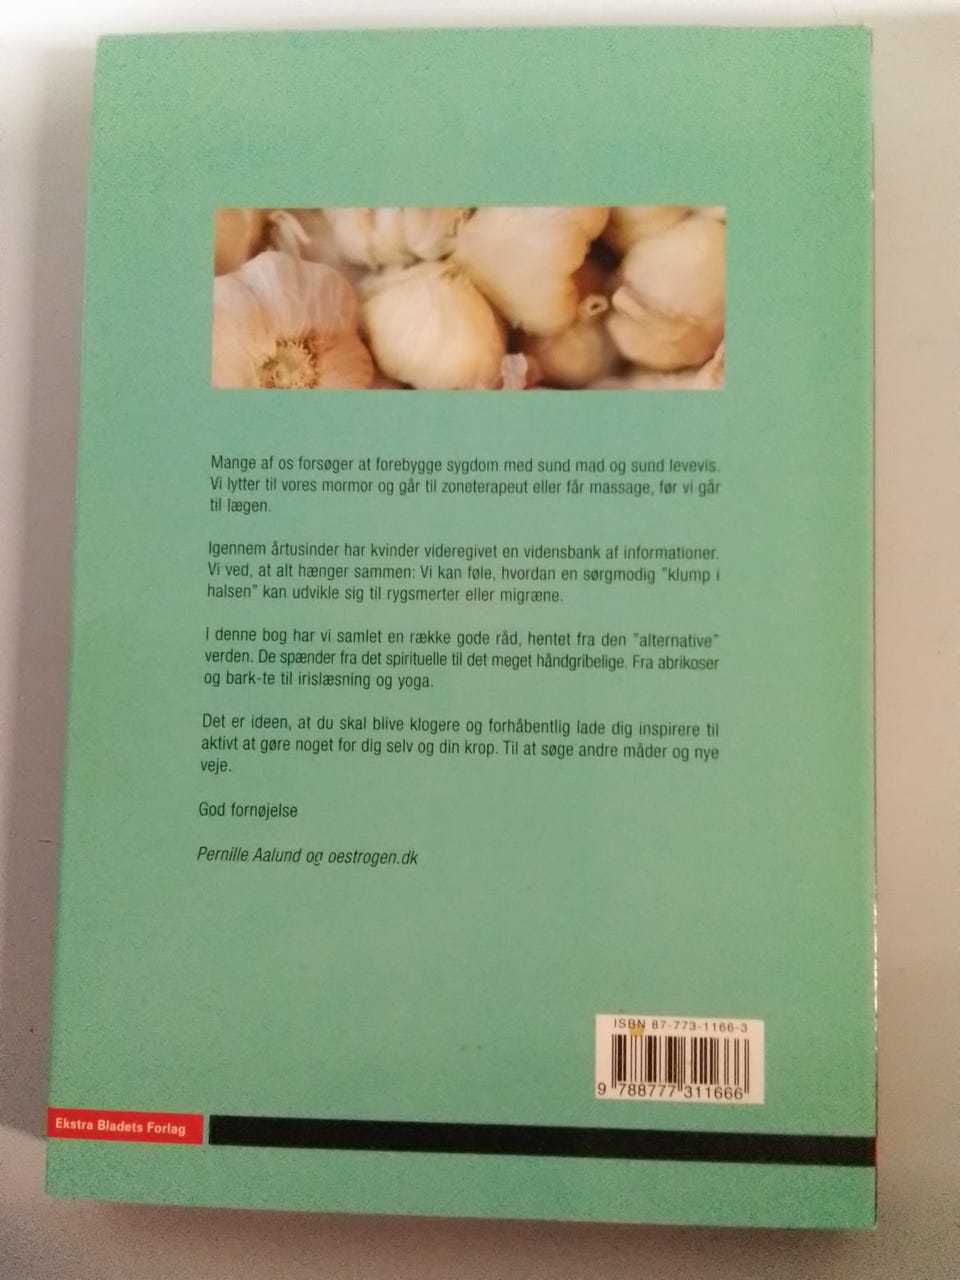 Mange af os forsøger at forebygge sygdom med sund mad og sund levevis.
Vi lytter til vores mormor og går til zoneterapeut eller får massage, før vi går
til lægen.
Igennem årtusinder har kvinder videregivet en vidensbank af informationer.
Vi ved, at alt hænger sammen: Vi kan føle, hvordan en sørgmodig "klump i
halsen" kan udvikle sig til rygsmerter eller migræne.
I denne bog har vi samlet en række gode råd, hentet fra den "alternative"
verden. De spænder fra det spirituelle til det meget håndgribelige. Fra abrikoser
og bark-te til irislæsning og yoga.
Det er ideen, at du skal blive klogere og forhåbentlig lade dig inspirere til
aktivt at gøre noget for dig selv og din krop. Til at søge andre måder og nye
veje.
God fornøjelse
Pernille Aalund og oestrogen.dk
ISBN 87-773-1166-3
9 788777 311666
Ekstra Bladets Forlag